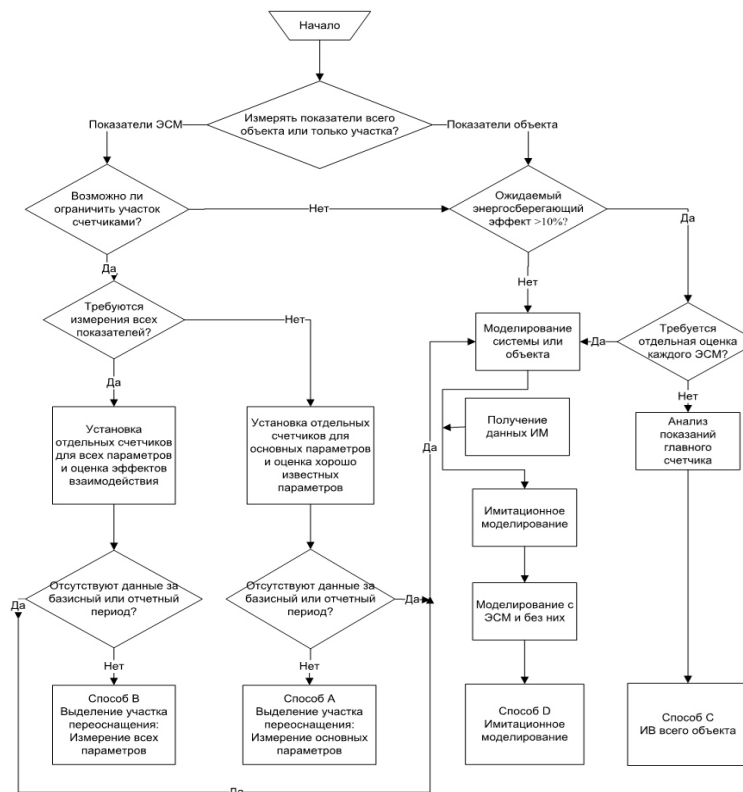 Начало
Измерять показатели всего
объекта или только участка?
Показатели ЭСМ
Показатели объекта
Возможно ли
ограничить участок
счетчиками?
Нет
Ожидаемый
энергосберегающий
эффект >10%?
Да
Да
Нет
Требуются
измерения всех
показателей?
Нет
Моделирование
системы или
объекта
Да
Требуется
отдельная оценка
каждого ЭСМ?
Да
Нет
Установка
отдельных счетчиков
для всех параметров
и оценка эффектов
взаимодействия
Установка отдельных
счетчиков для
основных параметров
и оценка хорошо
известных
параметров
Да
Получение
данных ИМ
Анализ
показаний
главного
счетчика
Имитационное
моделирование
Отсутствуют данные за
базисный или отчетный
период?
Да
Отсутствуют данные за
базисный или отчетный
период?
Да
Моделирование с
ЭСМ и без них
Нет
Нет
Способ B
Выделение участка
переоснащения:
Измерение всех
параметров
Способ A
Выделение участка
переоснащения:
Измерение основных
параметров
Способ D
Имитационное
моделирование
Способ C
ИВ всего объекта
Да